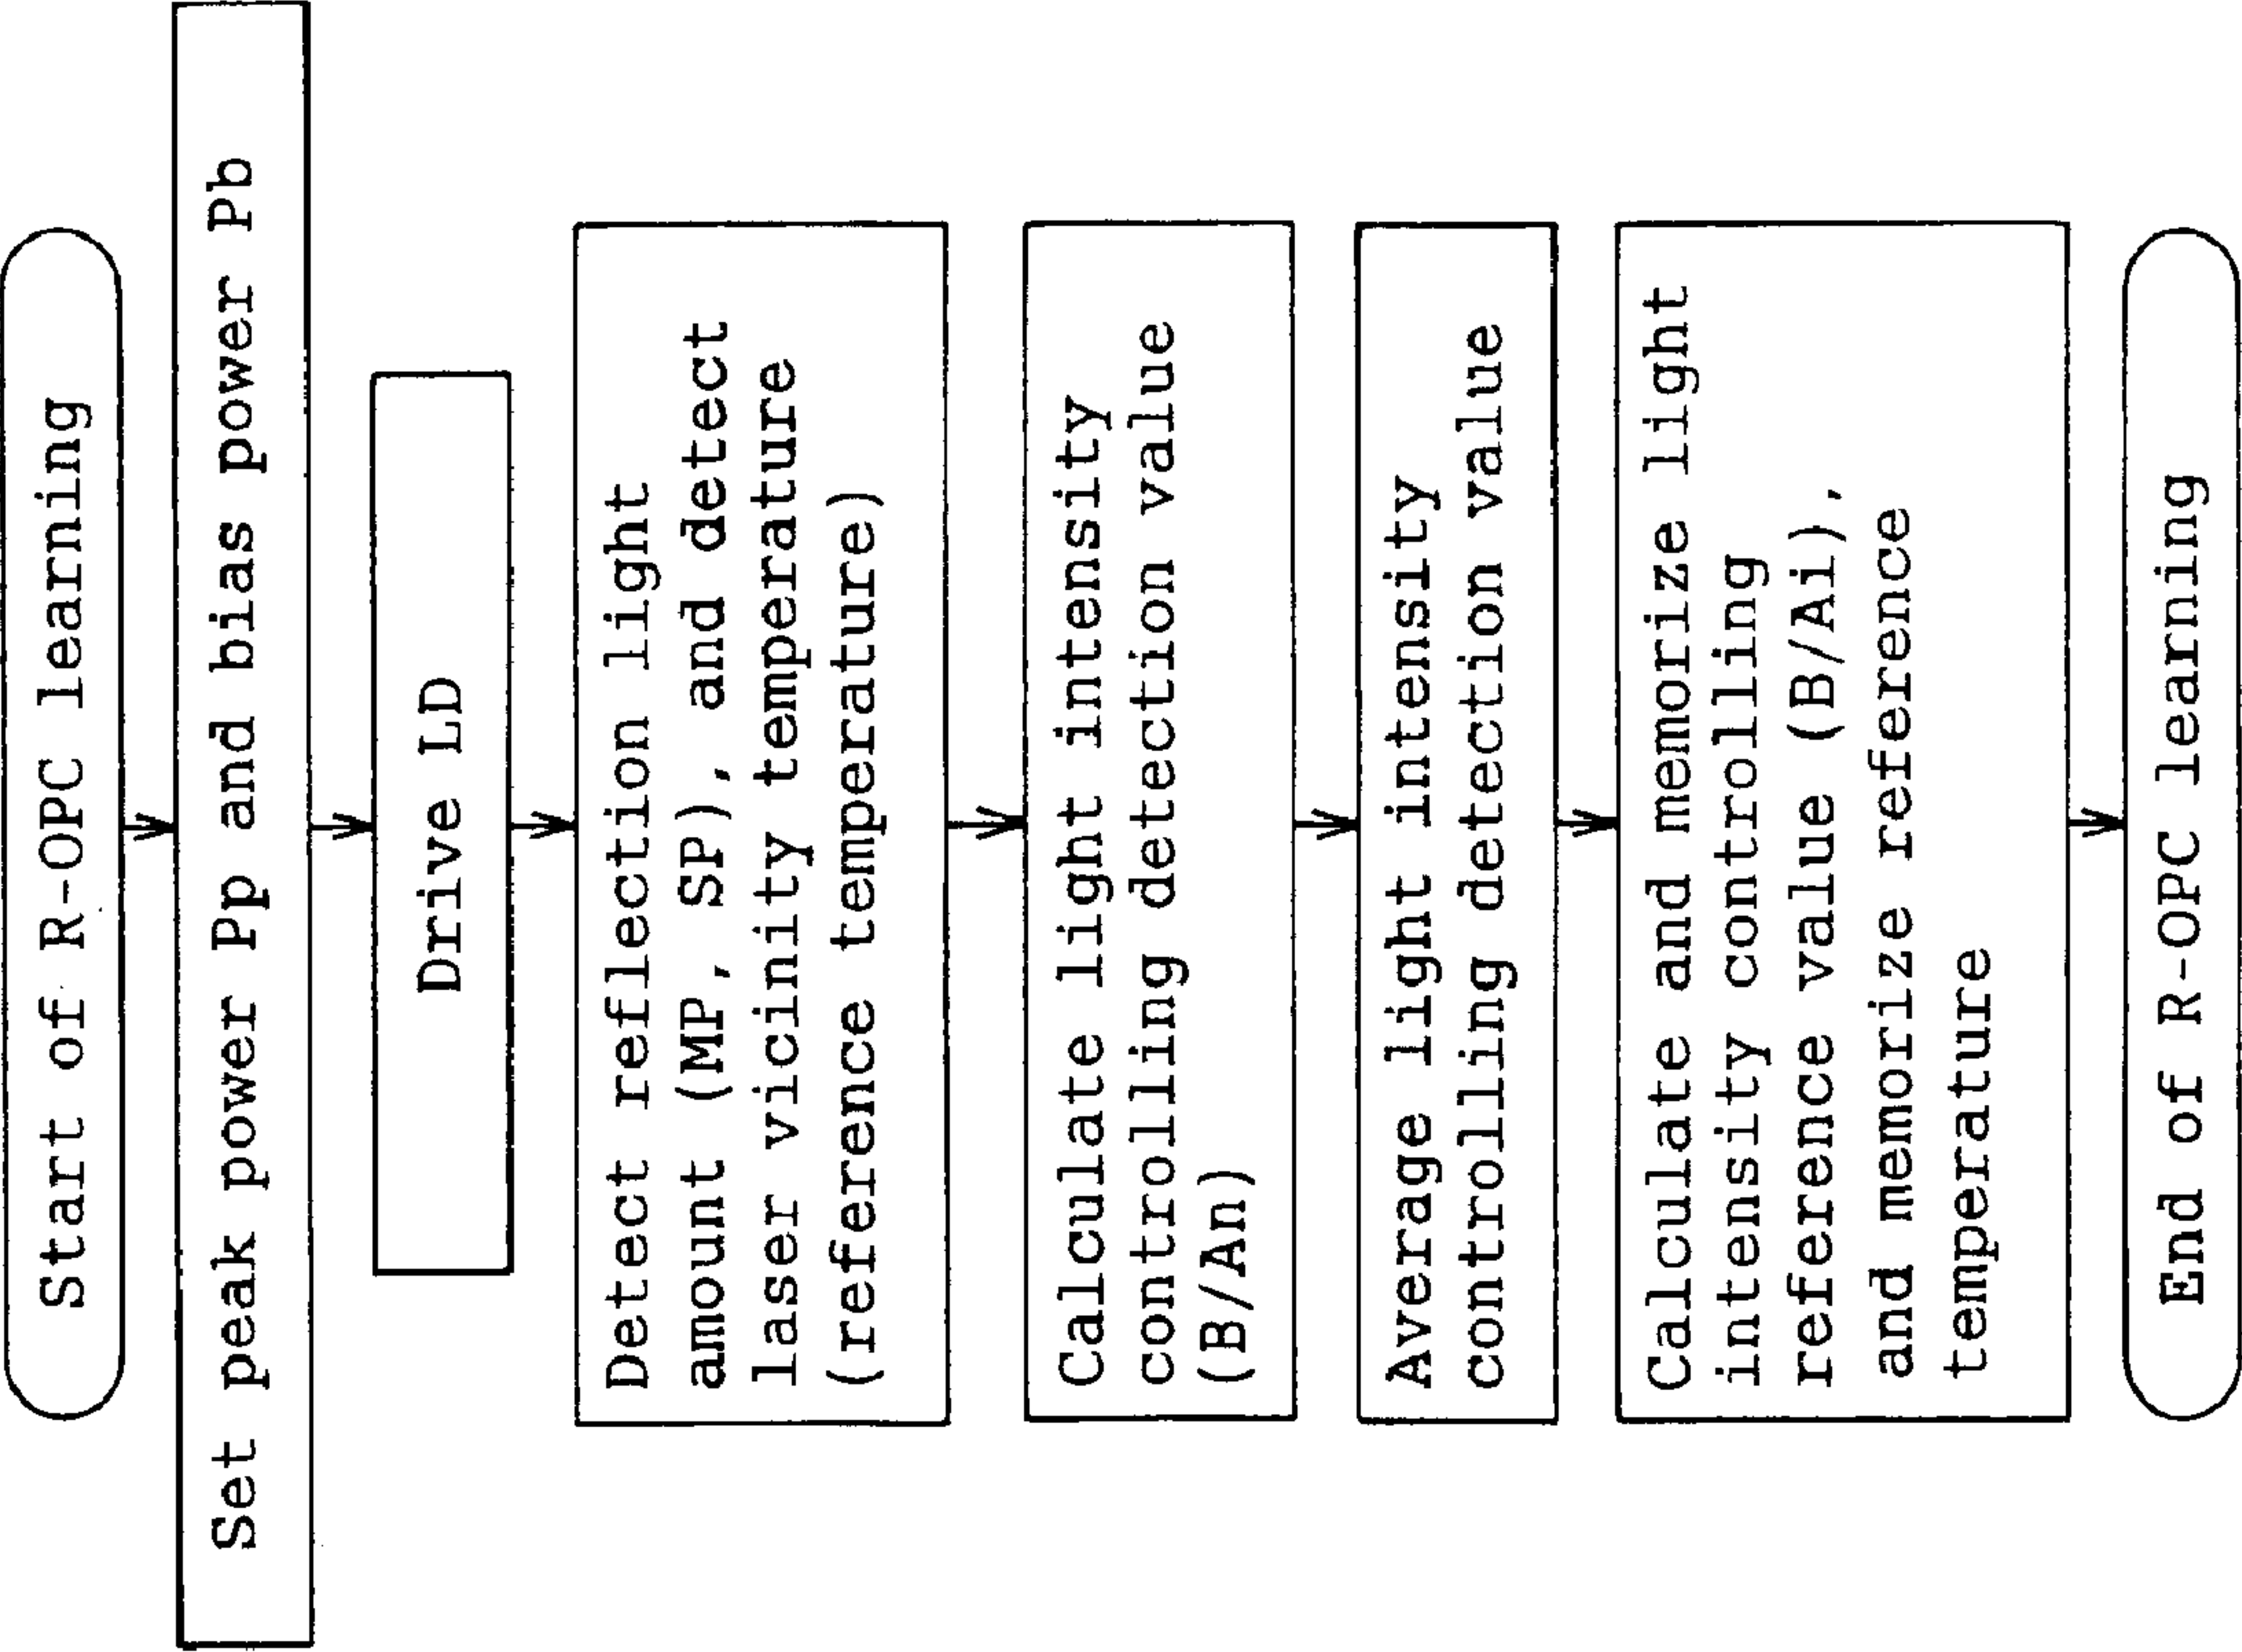 Start of R-OPC learning
Set peak power Pp and bias power Pb
Drive LD
Detect reflection light
amount (MP, SP), and detect
laser vicinity temperature
(reference temperature)
Calculate light intensity
controlling detection value
(B/An)
Average light intensity
controlling detection value
Calculate and memorize light
intensity controlling
reference value (B/Ai),
and memorize reference
temperature
End of R-OPC learning